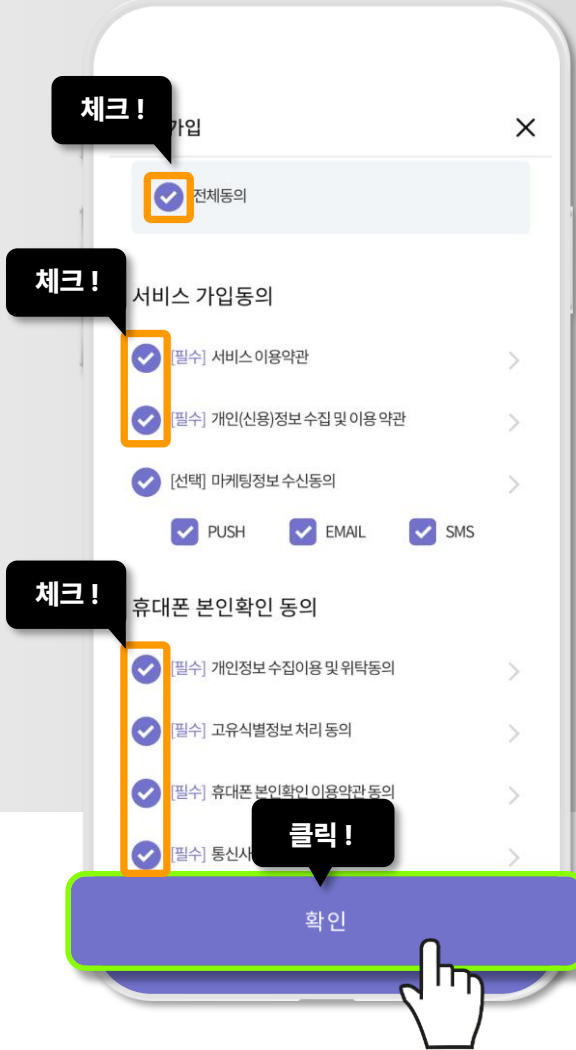 체크 !
가입
전체동의
체크 !
서비스 가입동의
[필수] 서비스 이용약관
[필수] 개인(신용)정보 수집 및 이용 약관
[선택] 마케팅정보 수신동의
PUSH EMAIL SMS
체크 !
휴대폰 본인확인 동의
[필수] 개인정보 수집이용 및 위탁동의
[필수] 고유식별정보 처리 동의
[필수] 휴대폰 본인확인 이용약관 동의
클릭 !
[필수] 통신사
확인